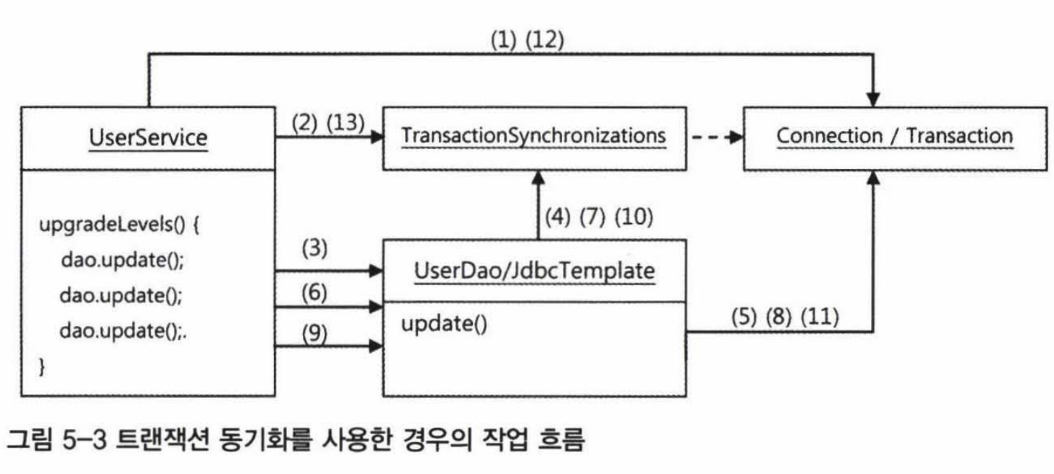 (1) (12)
UserService
(2) (13)
TransactionSynchronizations
Connection / Transaction
upgradeLevels() {
dao.update();
dao.update();
dao.update();.
}
(3)
(6)
(9)
(4) (7) (10)
UserDao/JdbcTemplate
update()
(5) (8) (11)
그림 5-3 트랜잭션 동기화를 사용한 경우의 작업 흐름